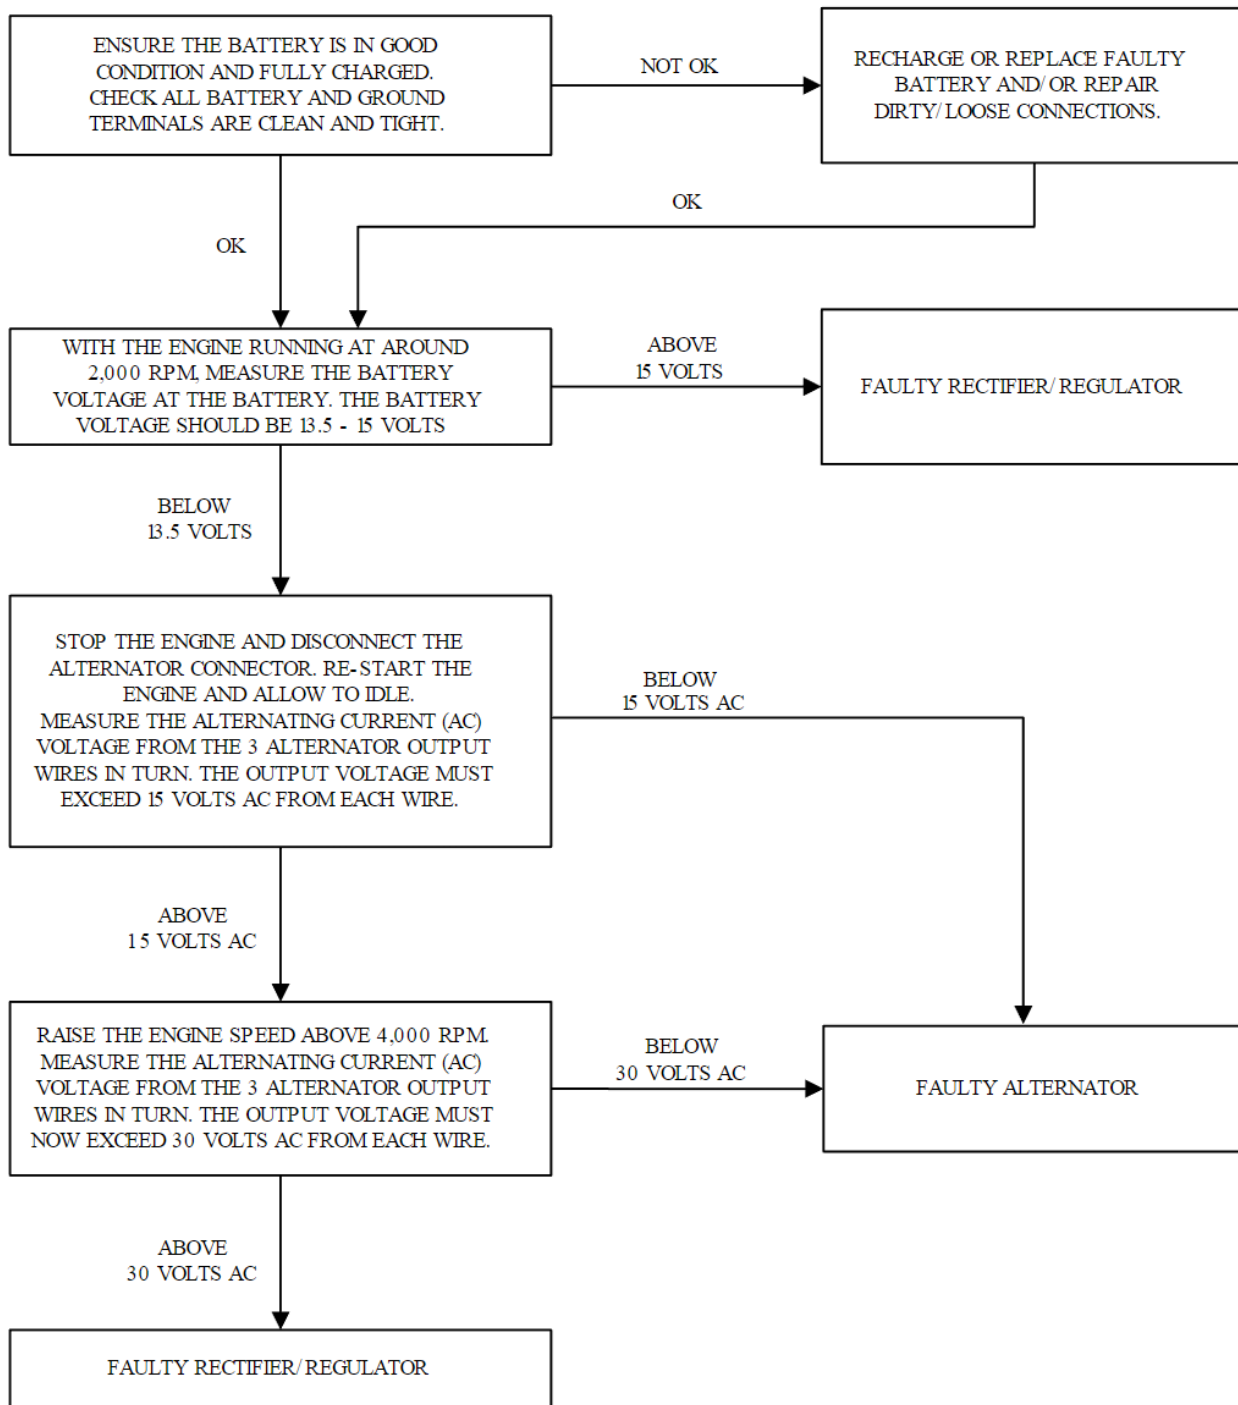 ENSURE THE BATTERY IS IN GOOD
CONDITION AND FULLY CHARGED.
CHECK ALL BATTERY AND GROUND
TERMINALS ARE CLEAN AND TIGHT.
NOT OK
RECHARGE OR REPLACE FAULTY
BATTERY AND/OR REPAIR
DIRTY/LOOSE CONNECTIONS.
OK
OK
WITH THE ENGINE RUNNING AT AROUND
2,000 RPM, MEASURE THE BATTERY
VOLTAGE AT THE BATTERY. THE BATTERY
VOLTAGE SHOULD BE 13.5 - 15 VOLTS
ABOVE
15 VOLTS
FAULTY RECTIFIER/REGULATOR
BELOW
13.5 VOLTS
STOP THE ENGINE AND DISCONNECT THE
ALTERNATOR CONNECTOR. RE-START THE
ENGINE AND ALLOW TO IDLE.
MEASURE THE ALTERNATING CURRENT (AC)
VOLTAGE FROM THE 3 ALTERNATOR OUTPUT
WIRES IN TURN. THE OUTPUT VOLTAGE MUST
EXCEED 15 VOLTS AC FROM EACH WIRE.
BELOW
15 VOLTS AC
ABOVE
15 VOLTS AC
RAISE THE ENGINE SPEED ABOVE 4,000 RPM.
MEASURE THE ALTERNATING CURRENT (AC)
VOLTAGE FROM THE 3 ALTERNATOR OUTPUT
WIRES IN TURN. THE OUTPUT VOLTAGE MUST
NOW EXCEED 30 VOLTS AC FROM EACH WIRE.
BELOW
30 VOLTS AC
FAULTY ALTERNATOR
ABOVE
30 VOLTS AC
FAULTY RECTIFIER/REGULATOR